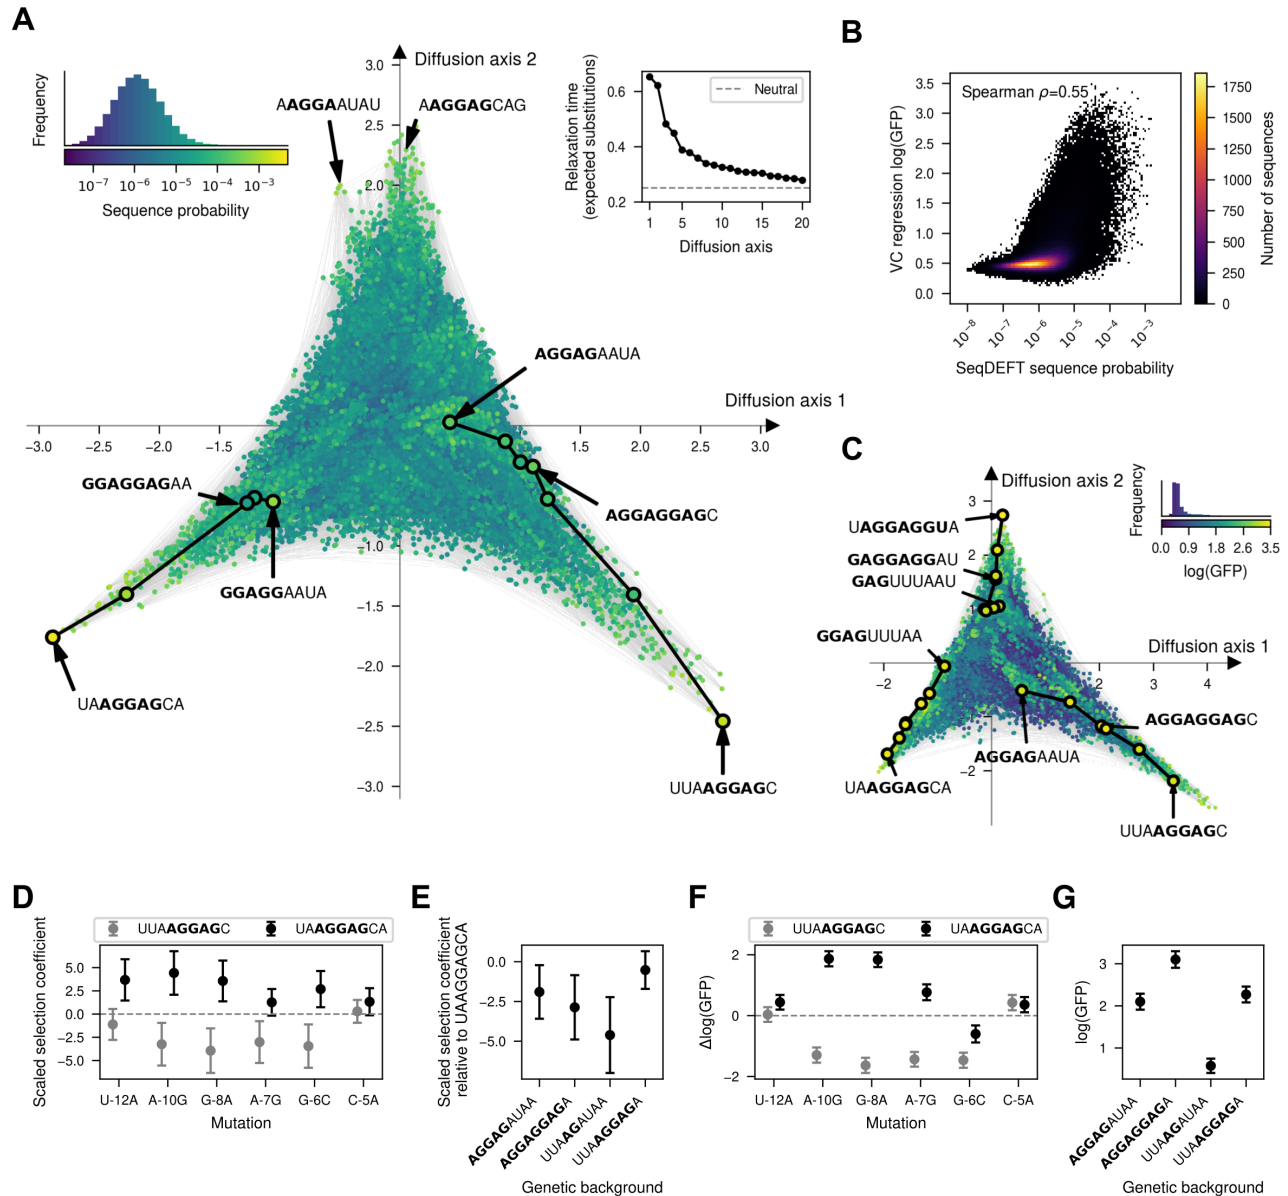 A
Diffusion axis 2
3.0
2.5
2.0
AAGGAAUAU
AAGGAGCAG
Frequency
10⁻⁷ 10⁻⁶ 10⁻⁵ 10⁻⁴ 10⁻³
Sequence probability
Relaxation time
(expected substitutions)
0.6
0.4
0.2
Neutral
1 5 10 15 20
Diffusion axis
AGGAGAAUA
Diffusion axis 1
−3.0 −2.5 −2.0 −1.5 1.5 2.0 2.5 3.0
GGAGGAGAA
AGGAGGAGC
GGAGGAAUA
−1.0
−1.5
−2.0
−2.5
−3.0
UAAGGAGCA
UUAAGGAGC
B
VC regression log(GFP)
3.5
3.0
2.5
2.0
1.5
1.0
0.5
0.0
Spearman ρ=0.55
10⁻⁸ 10⁻⁷ 10⁻⁶ 10⁻⁵ 10⁻⁴ 10⁻³
SeqDEFT sequence probability
1750
1500
1250
1000
750
500
250
0
Number of sequences
C
Diffusion axis 2
3
2
1
Frequency
0.0 0.9 1.8 2.6 3.5
log(GFP)
UAGGAGGUA
GAGGAGGAU
GAGUUUAAU
GGAGUUUAA
Diffusion axis 1
−2 2 3 4
AGGAGGAGC
AGGAGAAUA
−2
UAAGGAGCA
UUAAGGAGC
D
UUAAGGAGC UAAGGAGCA
Scaled selection coefficient
5.0
2.5
0.0
−2.5
−5.0
U-12A A-10G G-8A A-7G G-6C C-5A
Mutation
E
Scaled selection coefficient
relative to UAAGGAGCA
0.0
−2.5
−5.0
AGGAGAUAA
AGGAGGAGA
UUAAGAUAA
UUAAGGAGA
Genetic background
F
UUAAGGAGC UAAGGAGCA
Δlog(GFP)
2
0
−2
U-12A A-10G G-8A A-7G G-6C C-5A
Mutation
G
log(GFP)
3
2
1
AGGAGAUAA
AGGAGGAGA
UUAAGAUAA
UUAAGGAGA
Genetic background